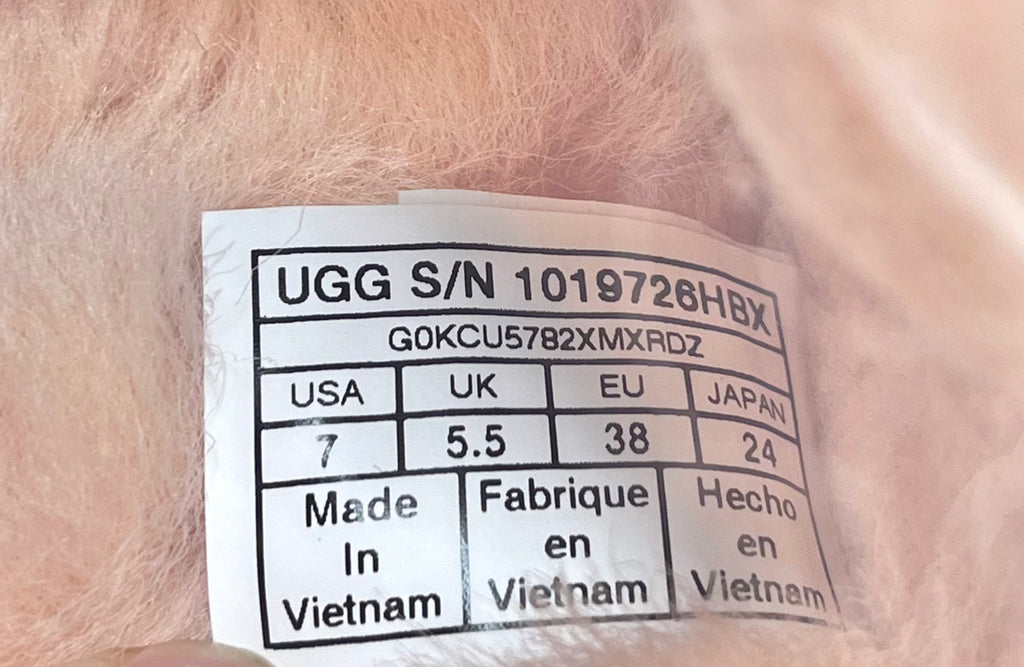 UGG S/N 1019726HBX
G0KCU5782XMXRDZ
USA UK EU JAPAN
7 5.5 38 24
Made Fabrique Hecho
In en en
Vietnam Vietnam Vietnam